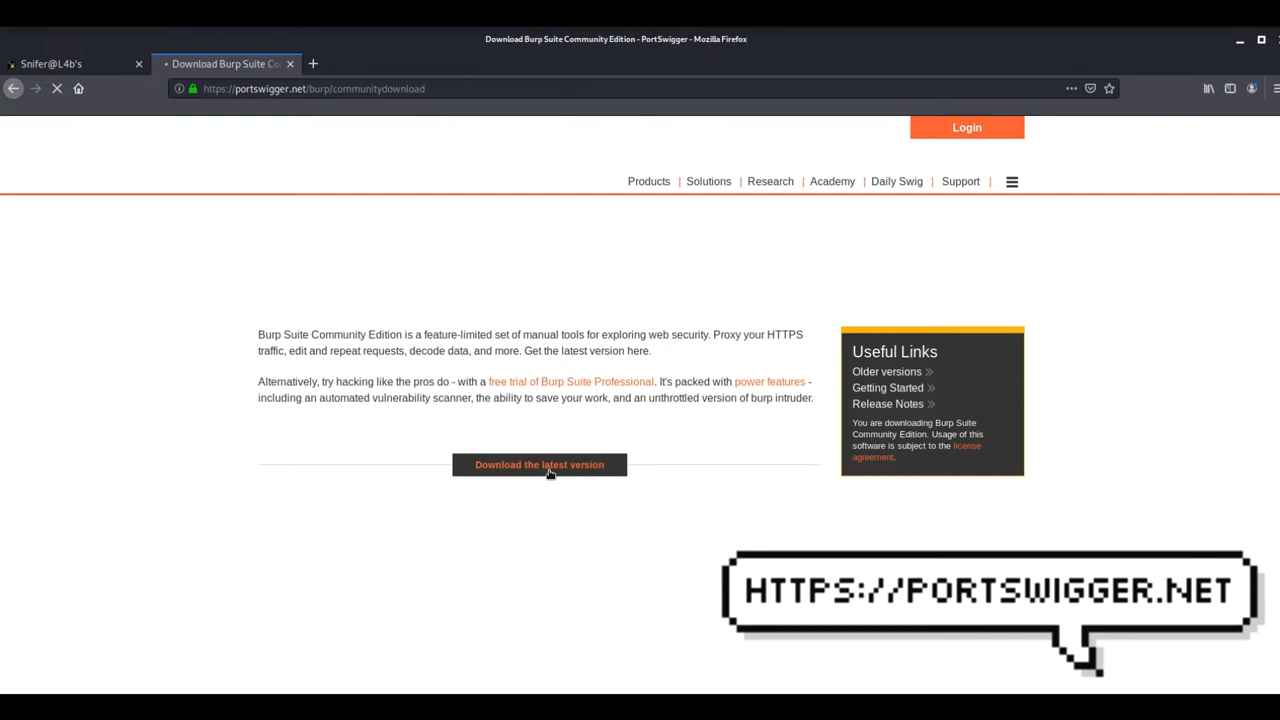 Download Burp Suite Community Edition - PortSwigger - Mozilla Firefox
Snifer@L4b's
Download Burp Suite Co
https://portswigger.net/burp/communitydownload
Login
Products | Solutions | Research | Academy | Daily Swig | Support |
Burp Suite Community Edition is a feature-limited set of manual tools for exploring web security. Proxy your HTTPS
traffic, edit and repeat requests, decode data, and more. Get the latest version here.
Alternatively, try hacking like the pros do - with a free trial of Burp Suite Professional. It's packed with power features -
including an automated vulnerability scanner, the ability to save your work, and an unthrottled version of burp intruder.
Download the latest version
Useful Links
Older versions
Getting Started
Release Notes
You are downloading Burp Suite
Community Edition. Usage of this
software is subject to the license
agreement.
HTTPS://PORTSWIGGER.NET